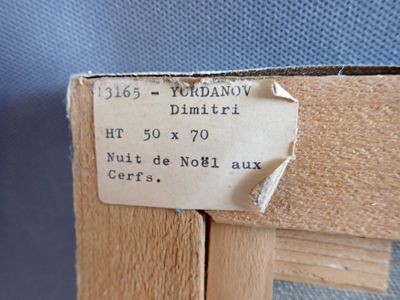 13165 - YORDANOV
Dimitri
HT 50 x 70
Nuit de Noël aux
Cerfs.